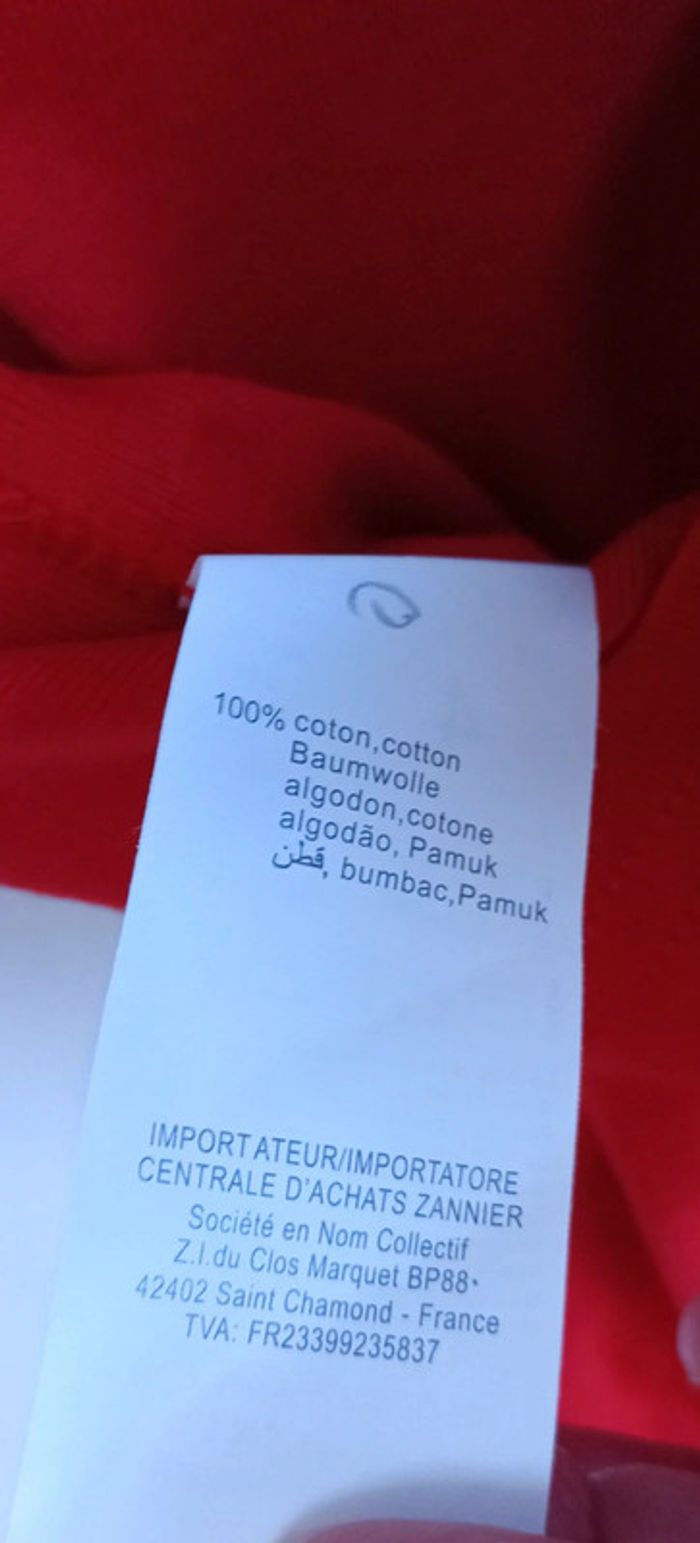 100% coton,cotton
Baumwolle
algodon,cotone
algodão, Pamuk
قطن, bumbac,Pamuk
IMPORTATEUR/IMPORTATORE
CENTRALE D'ACHATS ZANNIER
Société en Nom Collectif
Z.I.du Clos Marquet BP88
42402 Saint Chamond - France
TVA: FR23399235837